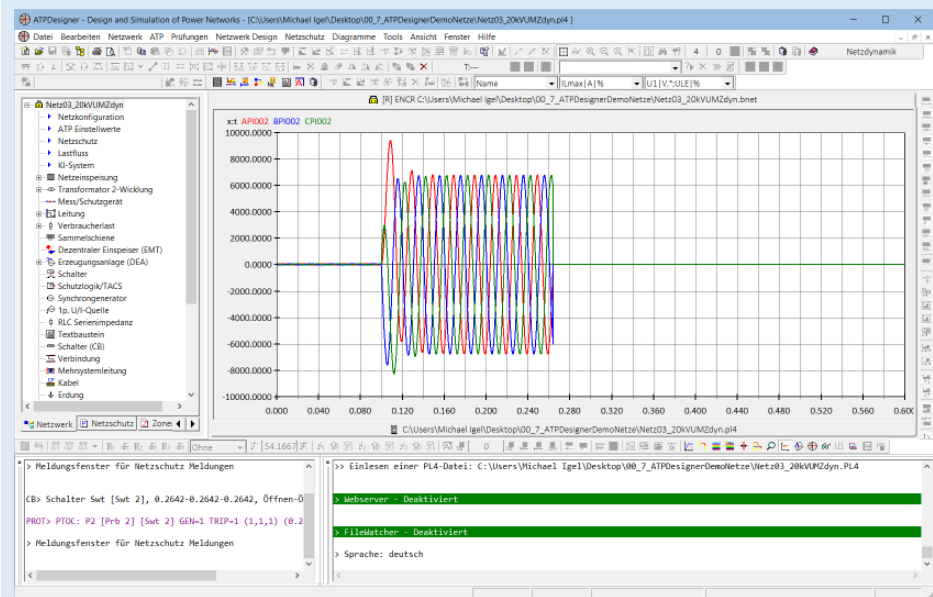 ATPDesigner - Design and Simulation of Power Networks - [C:\Users\Michael Igel\Desktop\00_7_ATPDesignerDemoNetze\Netz03_20kVUMZdyn.pl4 ]
Datei Bearbeiten Netzwerk ATP Prüfungen Netzwerk Design Netzschutz Diagramme Tools Ansicht Fenster Hilfe
4 0 Netzdynamik
Name ILmax|A|% U1|V,°;ULE|%
[R] ENCR C:\Users\Michael Igel\Desktop\00_7_ATPDesignerDemoNetze\Netz03_20kVUMZdyn.bnet
Netz03_20kVUMZdyn
Netzkonfiguration
ATP Einstellwerte
Netzschutz
Lastfluss
KI-System
Netzeinspeisung
Transformator 2-Wicklung
Mess/Schutzgerät
Leitung
Verbraucherlast
Sammelschiene
Dezentraler Einspeiser (EMT)
Erzeugungsanlage (DEA)
Schalter
Schutzlogik/TACS
Synchrongenerator
1p. U/I-Quelle
RLC Serienimpedanz
Textbaustein
Schalter (CB)
Verbindung
Mehrsystemleitung
Kabel
Erdung
Netzwerk Netzschutz Zone
x:t API002 BPI002 CPI002
10000.0000
8000.0000
6000.0000
4000.0000
2000.0000
0.0000
-2000.0000
-4000.0000
-6000.0000
-8000.0000
-10000.0000
0.000 0.040 0.080 0.120 0.160 0.200 0.240 0.280 0.320 0.360 0.400 0.440 0.480 0.520 0.560 0.600
C:\Users\Michael Igel\Desktop\00_7_ATPDesignerDemoNetze\Netz03_20kVUMZdyn.pl4
Ohne 54.1667 0
> Meldungsfenster für Netzschutz Meldungen
CB> Schalter Swt [Swt 2], 0.2642-0.2642-0.2642, Öffnen-Ö
PROT> PTOC: P2 [Prb 2] [Swt 2] GEN=1 TRIP=1 (1,1,1) (0.2
> Meldungsfenster für Netzschutz Meldungen
>> Einlesen einer PL4-Datei: C:\Users\Michael Igel\Desktop\00_7_ATPDesignerDemoNetze\Netz03_20kVUMZdyn.PL4
> Webserver - Deaktiviert
> FileWatcher - Deaktiviert
> Sprache: deutsch